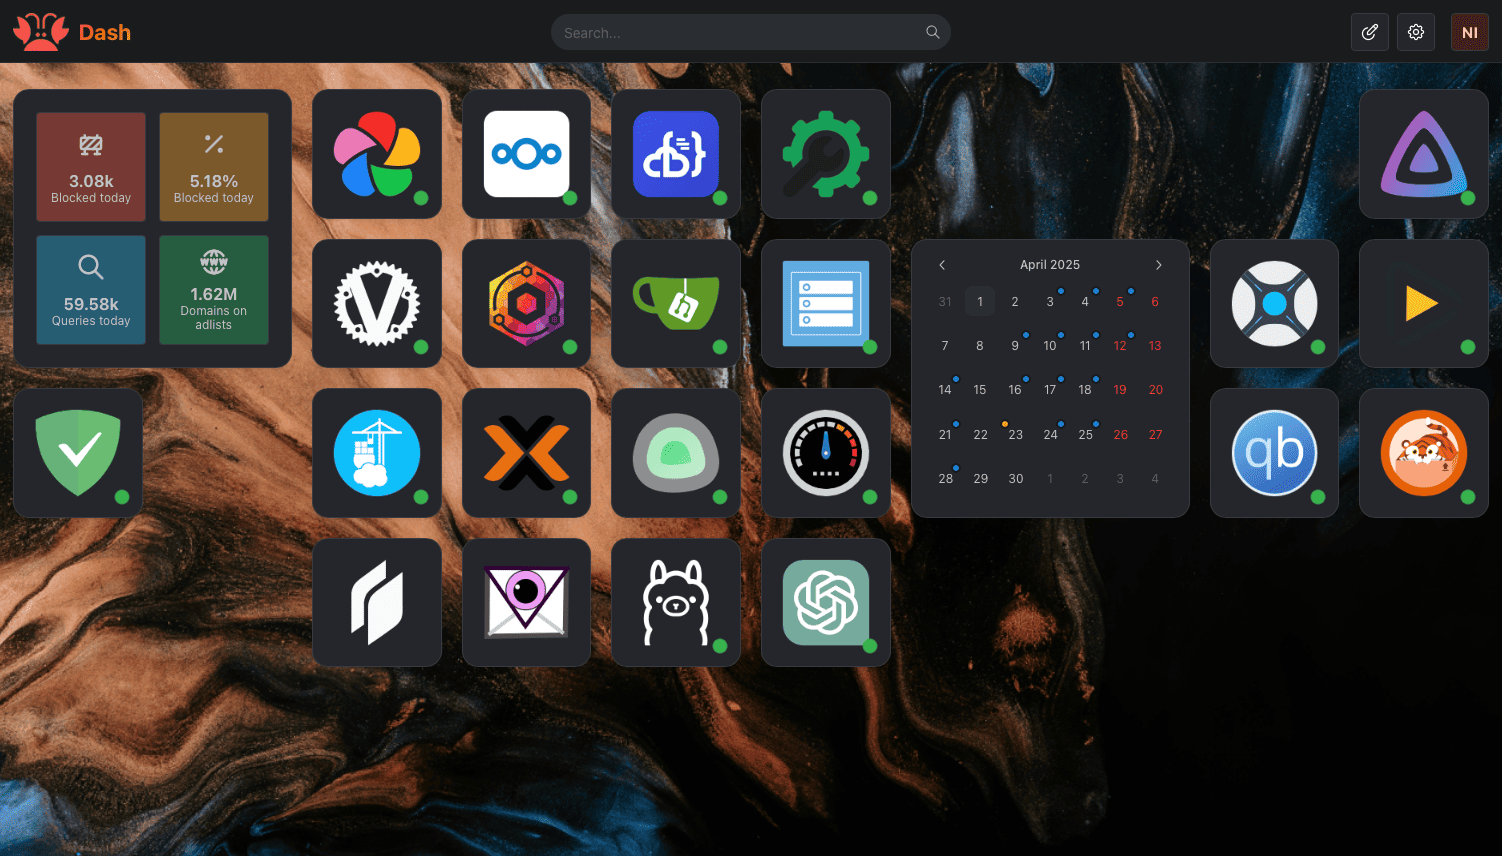 Dash
Search...
NI
3.08k
Blocked today
5.18%
Blocked today
59.58k
Queries today
1.62M
Domains on
adlists
April 2025
31 1 2 3 4 5 6
7 8 9 10 11 12 13
14 15 16 17 18 19 20
21 22 23 24 25 26 27
28 29 30 1 2 3 4
qb